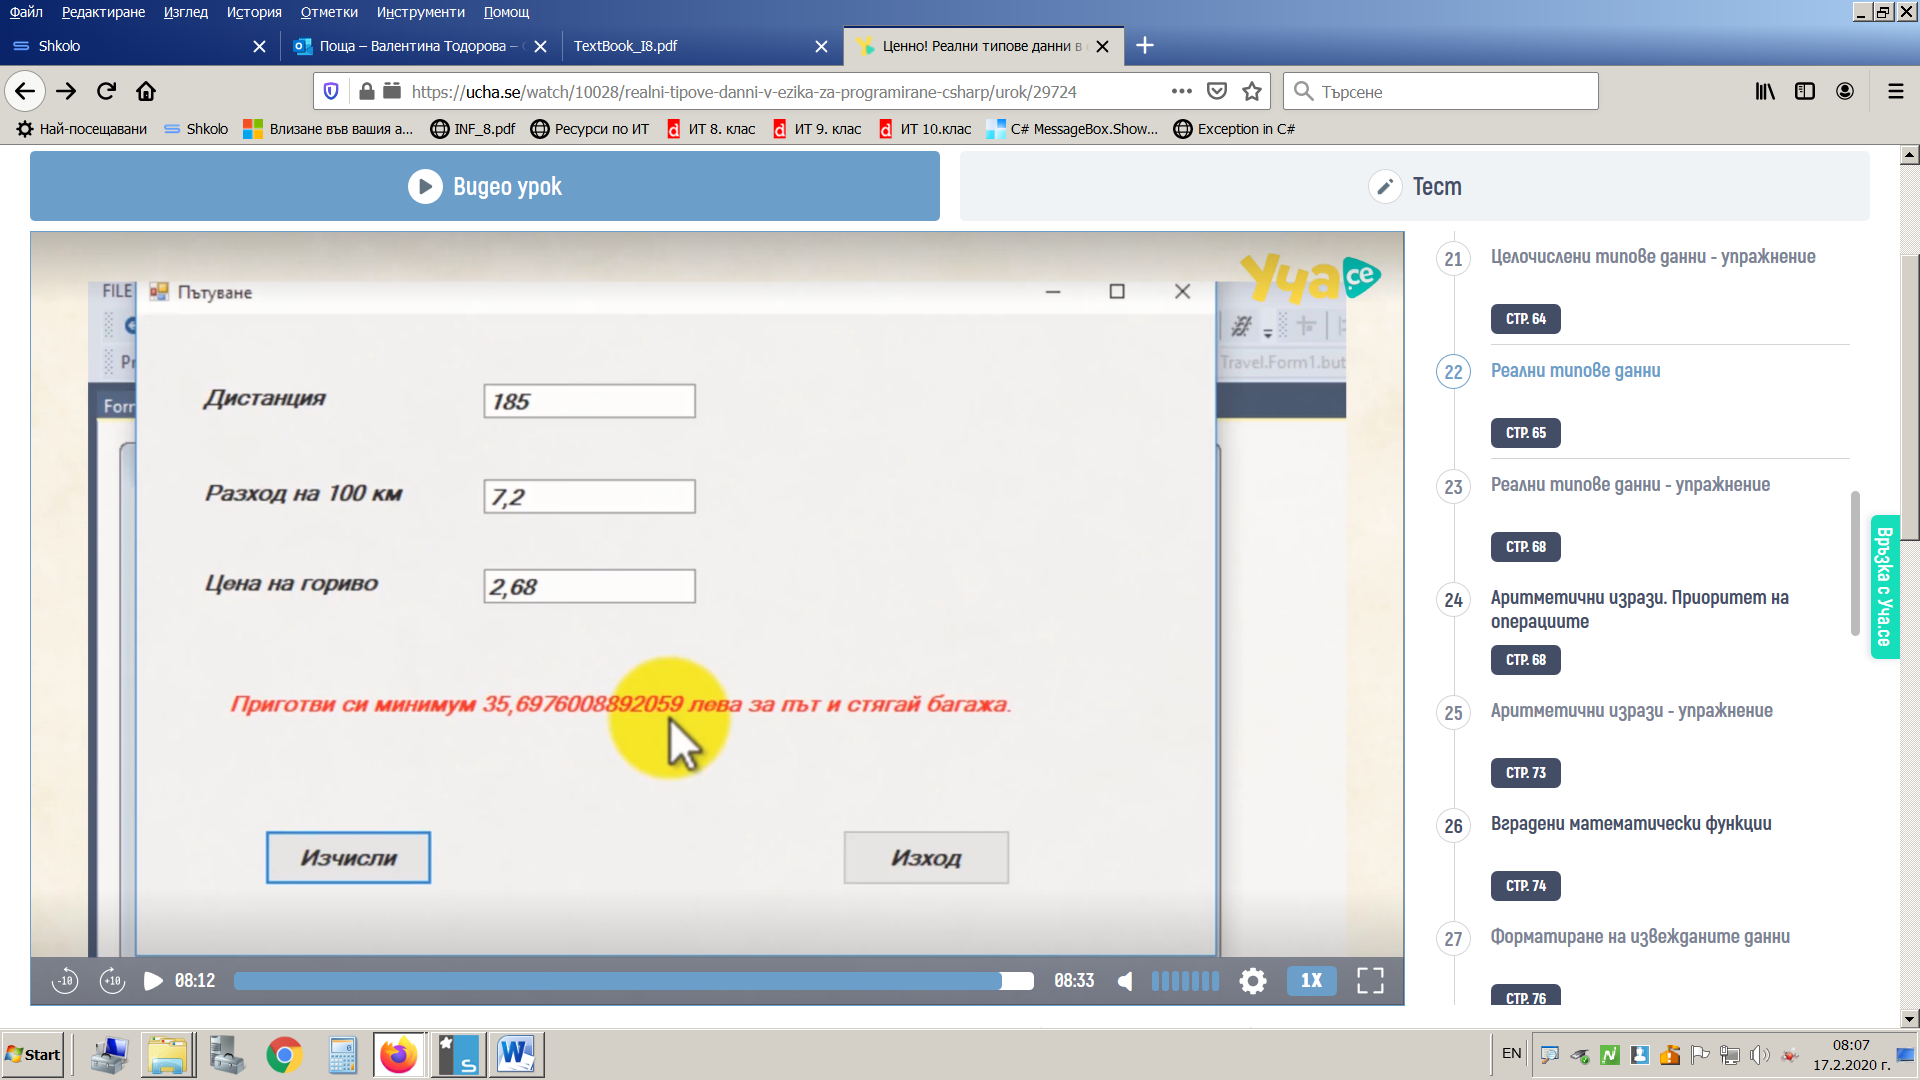 Файл Редактиране Изглед История Отметки Инструменти Помощ
Shkolo
Поща – Валентина Тодорова –
TextBook_I8.pdf
Ценно! Реални типове данни в
https://ucha.se/watch/10028/realni-tipove-danni-v-ezika-za-programirane-csharp/urok/29724
Търсене
Най-посещавани Shkolo Влизане във вашия а... INF_8.pdf Ресурси по ИТ ИТ 8. клас ИТ 9. клас ИТ 10.клас C# MessageBox.Show... Exception in C#
Видео урок
Тест
Уча.се
FILE
Пътуване
Pr
Travel.Form1.but
Forr
Дистанция
185
Разход на 100 км
7,2
Цена на гориво
2,68
Приготви си минимум 35,6976008892059 лева за път и стягай багажа.
Изчисли
Изход
-10
+10
08:12
08:33
1X
21
Целочислени типове данни - упражнение
СТР. 64
22
Реални типове данни
СТР. 65
23
Реални типове данни - упражнение
СТР. 68
24
Аритметични изрази. Приоритет на
операциите
СТР. 68
25
Аритметични изрази - упражнение
СТР. 73
26
Вградени математически функции
СТР. 74
27
Форматиране на извежданите данни
СТР. 76
Връзка с Уча.се
Start
EN
08:07
17.2.2020 г.